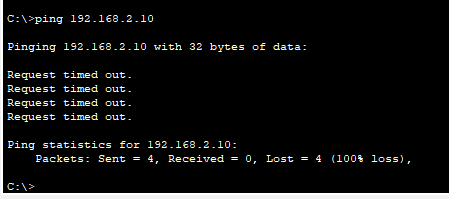 C:\>ping 192.168.2.10
Pinging 192.168.2.10 with 32 bytes of data:
Request timed out.
Request timed out.
Request timed out.
Request timed out.
Ping statistics for 192.168.2.10:
Packets: Sent = 4, Received = 0, Lost = 4 (100% loss),
C:\>